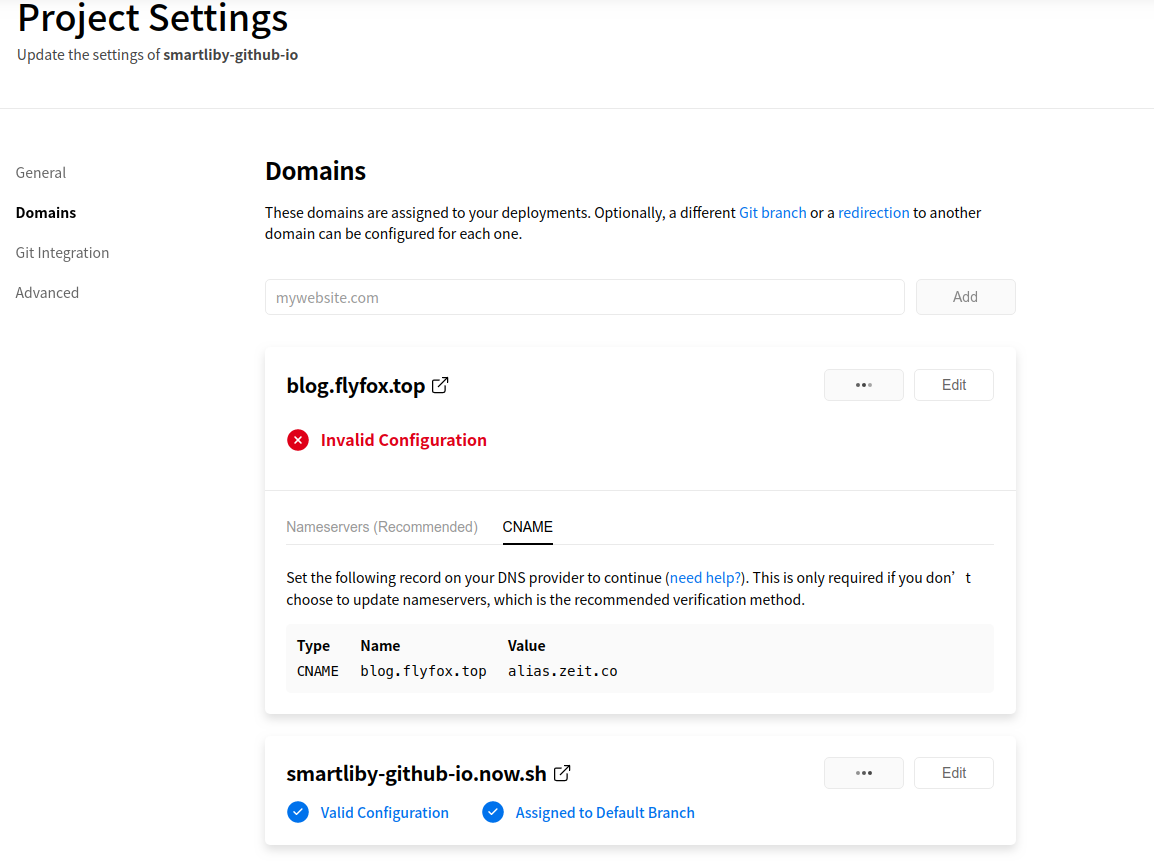 Project Settings
Update the settings of smartliby-github-io
General
Domains
Git Integration
Advanced
Domains
These domains are assigned to your deployments. Optionally, a different Git branch or a redirection to another
domain can be configured for each one.
mywebsite.com
Add
blog.flyfox.top
Edit
Invalid Configuration
Nameservers (Recommended)
CNAME
Set the following record on your DNS provider to continue (need help?). This is only required if you don’t
choose to update nameservers, which is the recommended verification method.
Type Name Value
CNAME blog.flyfox.top alias.zeit.co
smartliby-github-io.now.sh
Edit
Valid Configuration
Assigned to Default Branch